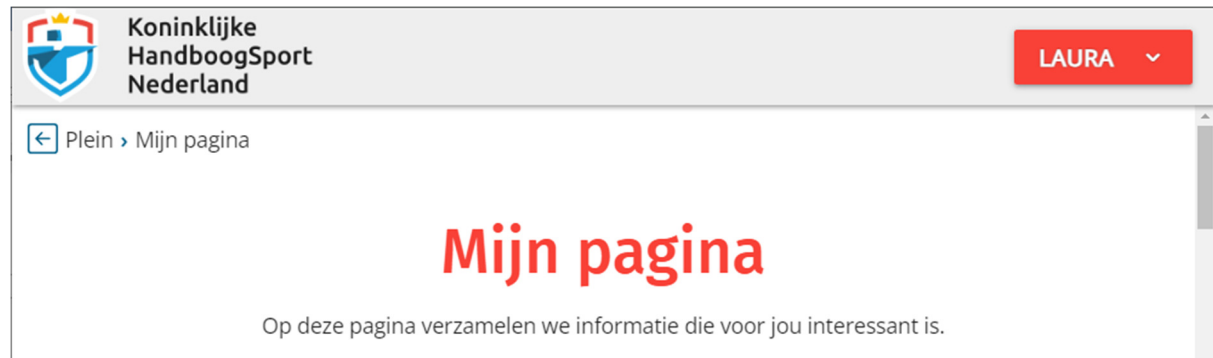 Koninklijke
HandboogSport
Nederland
LAURA
Plein › Mijn pagina
Mijn pagina
Op deze pagina verzamelen we informatie die voor jou interessant is.